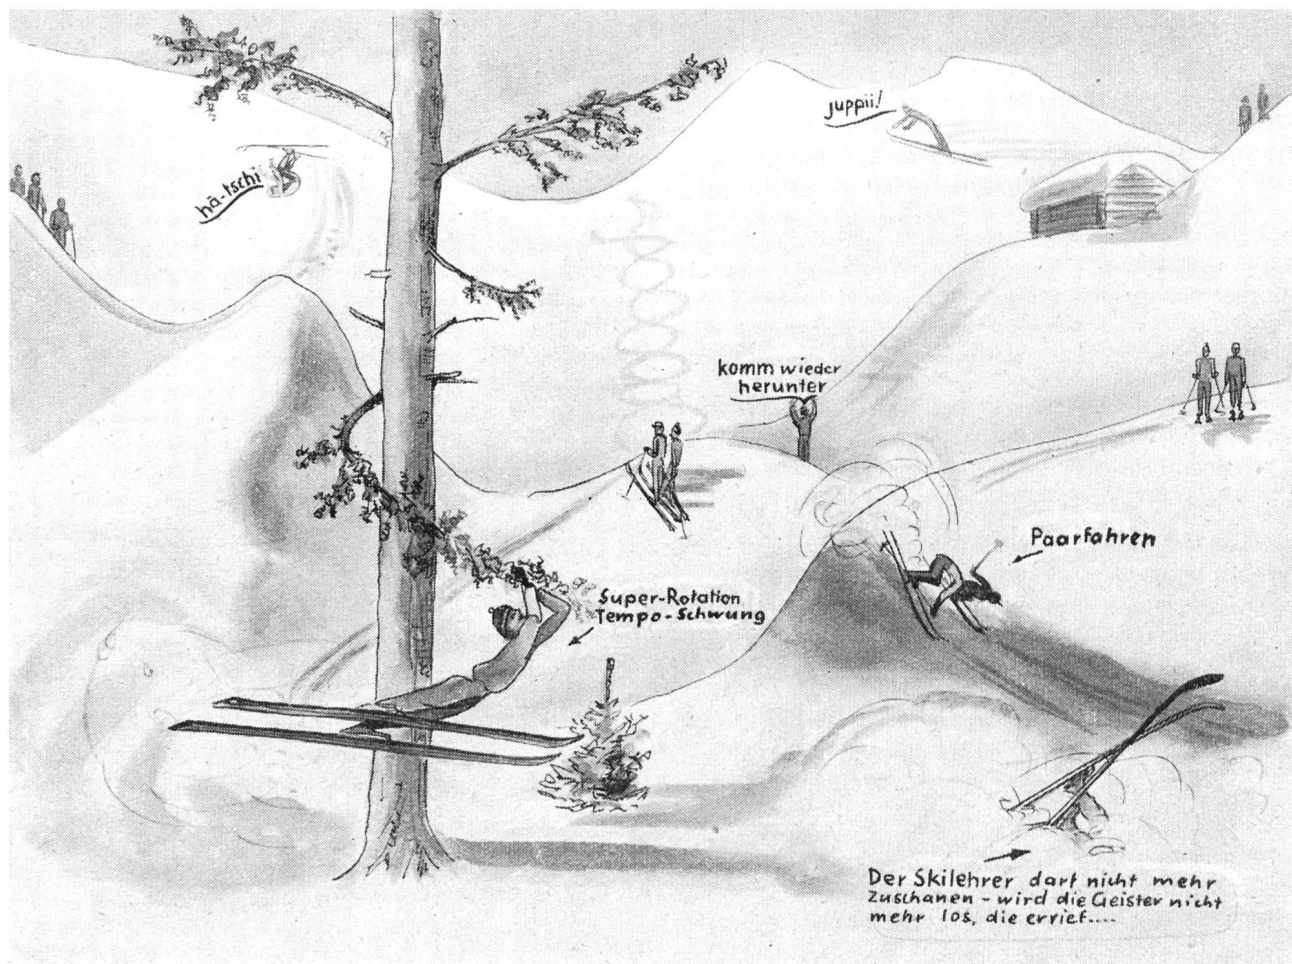 juppii!
hä-tschi
komm wieder
herunter
Paarfahren
Super-Rotation
Tempo-Schwung
Der Skilehrer darf nicht mehr
zuschanen - wird die Geister nicht
mehr los, die errief....